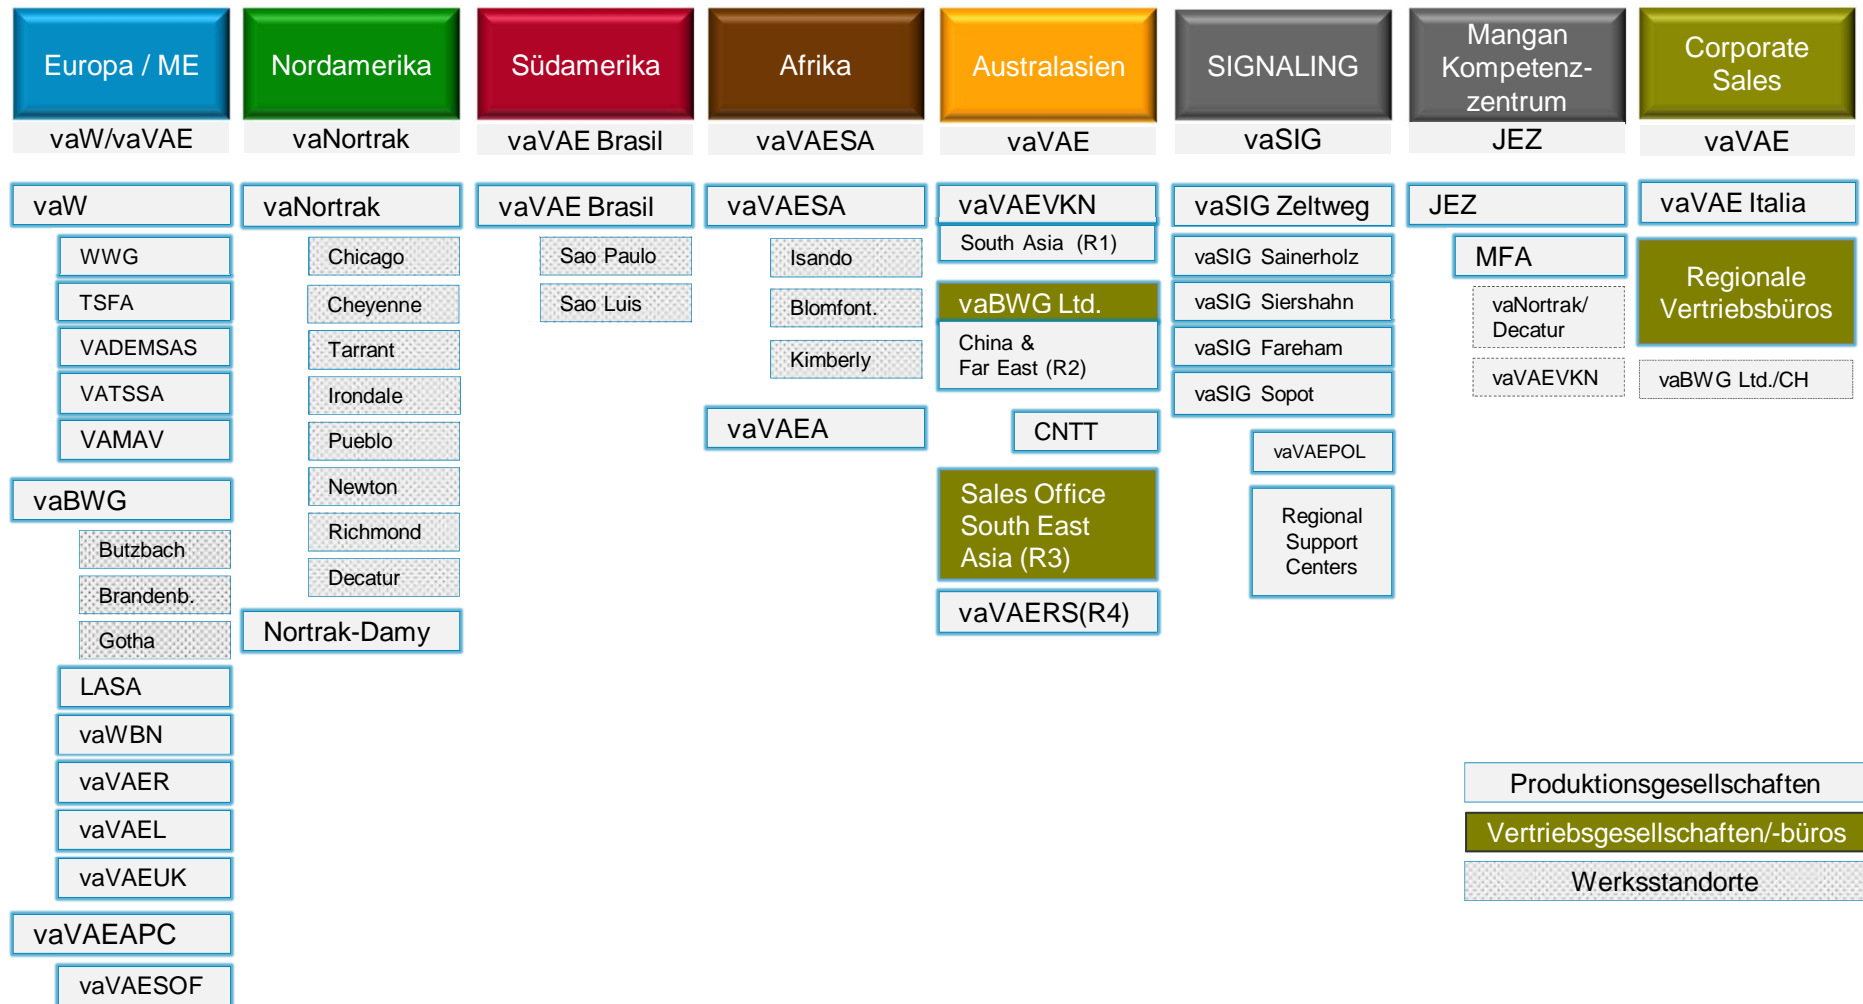 Europa / ME
vaW/vaVAE
vaW
WWG
TSFA
VADEMSAS
VATSSA
VAMAV
vaBWG
Butzbach
Brandenb.
Gotha
LASA
vaWBN
vaVAER
vaVAEL
vaVAEUK
vaVAEAPC
vaVAESOF
Nordamerika
vaNortrak
vaNortrak
Chicago
Cheyenne
Tarrant
Irondale
Pueblo
Newton
Richmond
Decatur
Nortrak-Damy
Südamerika
vaVAE Brasil
vaVAE Brasil
Sao Paulo
Sao Luis
Afrika
vaVAESA
vaVAESA
Isando
Blomfont.
Kimberly
vaVAEA
Australasien
vaVAE
vaVAEVKN
South Asia (R1)
vaBWG Ltd.
China &
Far East (R2)
CNTT
Sales Office
South East
Asia (R3)
vaVAERS(R4)
SIGNALING
vaSIG
vaSIG Zeltweg
vaSIG Sainerholz
vaSIG Siershahn
vaSIG Fareham
vaSIG Sopot
vaVAEPOL
Regional
Support
Centers
Mangan
Kompetenz-
zentrum
JEZ
JEZ
MFA
vaNortrak/
Decatur
vaVAEVKN
Corporate
Sales
vaVAE
vaVAE Italia
Regionale
Vertriebsbüros
vaBWG Ltd./CH
Produktionsgesellschaften
Vertriebsgesellschaften/-büros
Werksstandorte